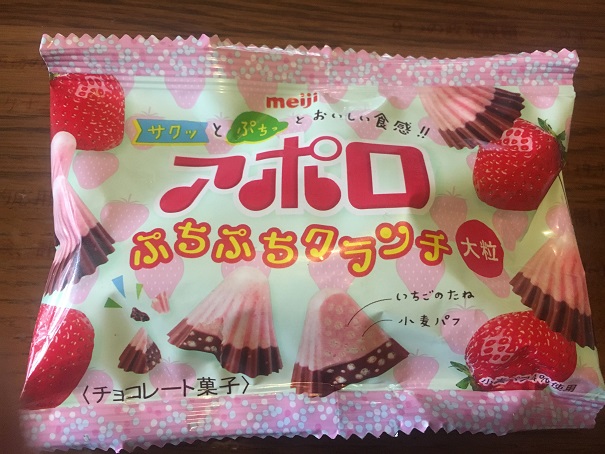 meiji
サクッとぷちっとおいしい食感!!
アポロ
ぷちぷちクランチ
大粒
いちごのたね
小麦パフ
〈チョコレート菓子〉